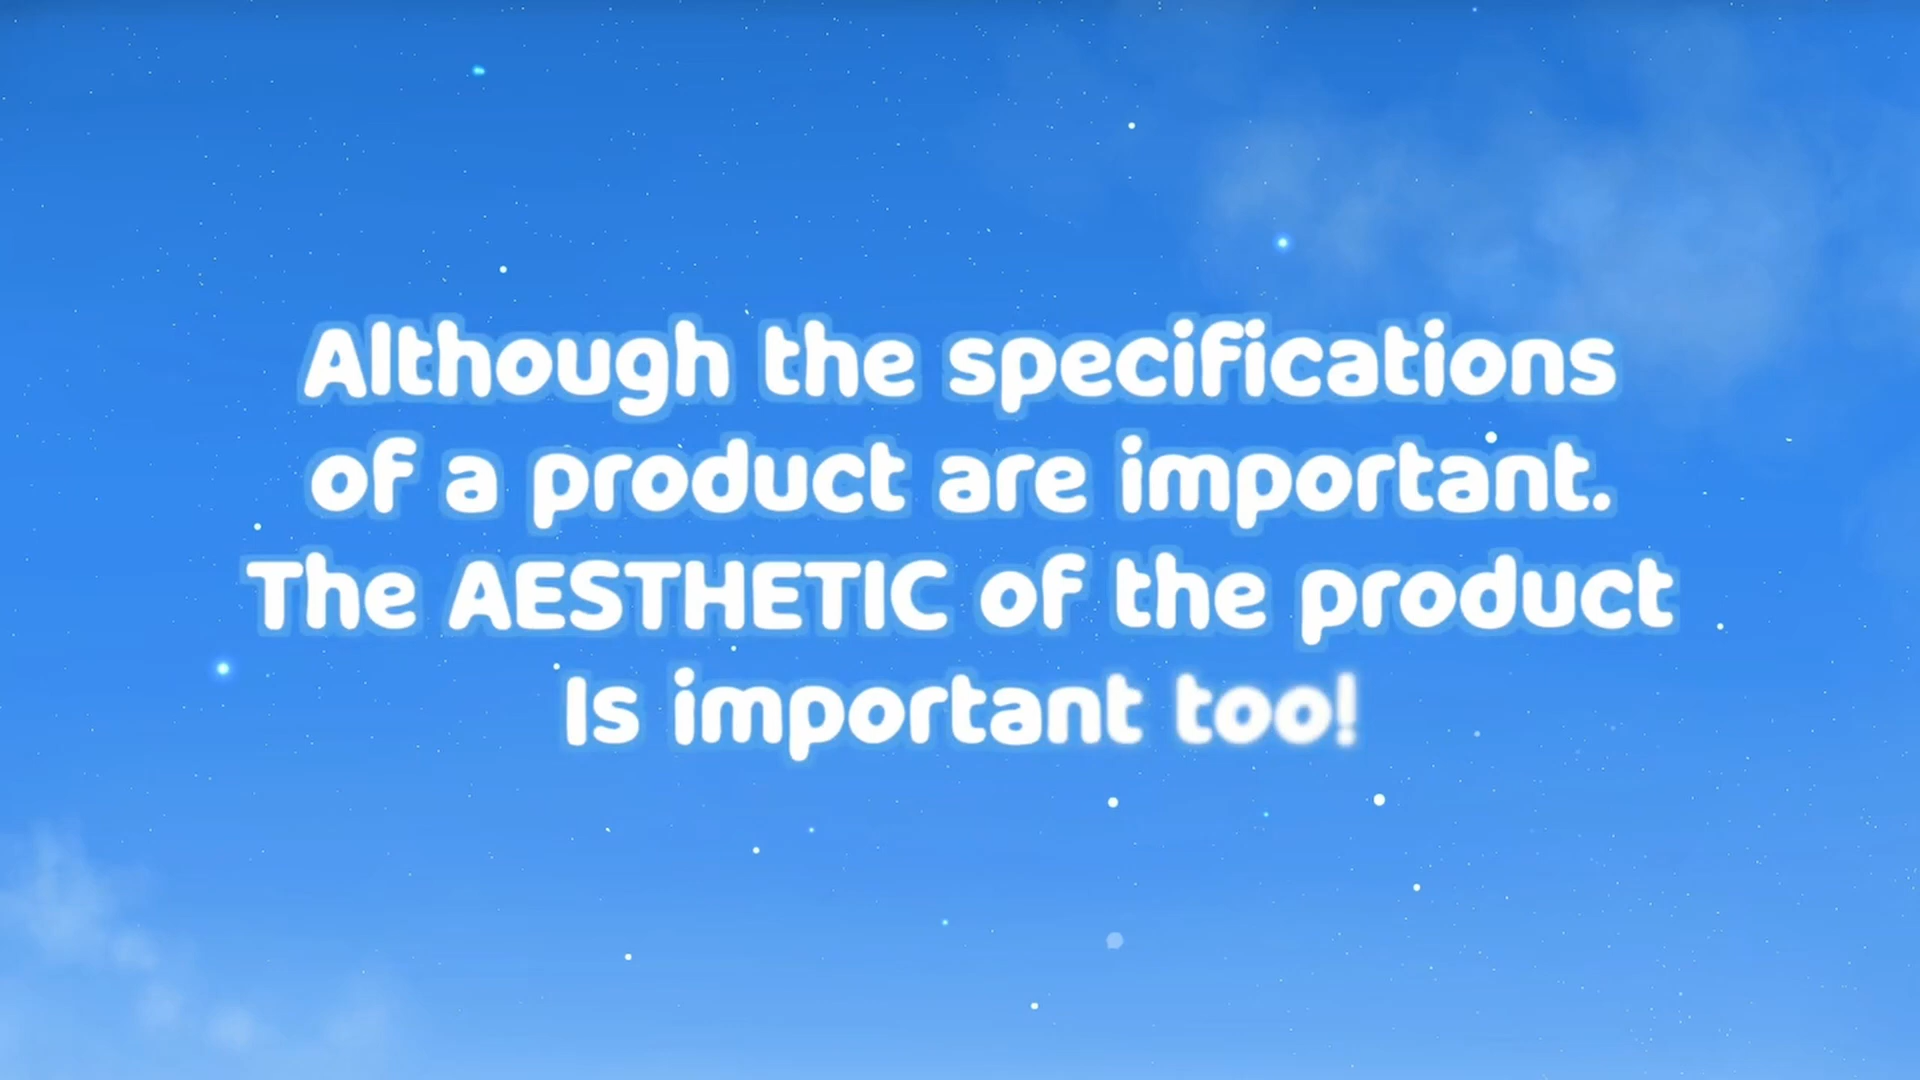 Although the specifications
of a product are important.
The AESTHETIC of the product
Is important too!